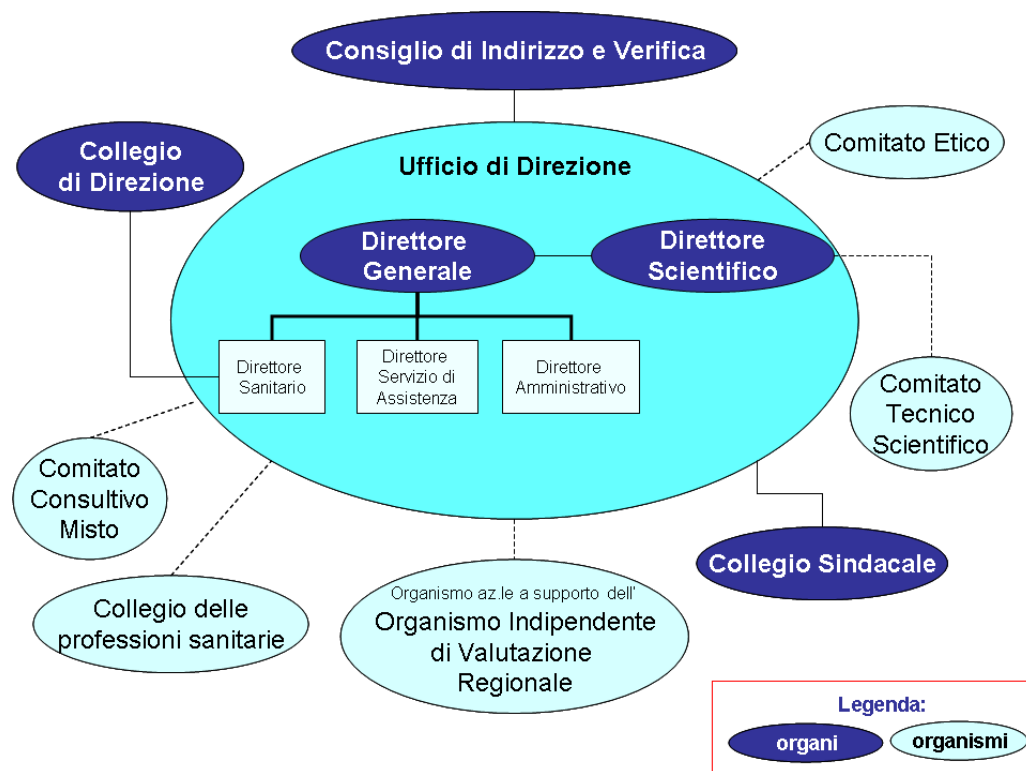 Consiglio di Indirizzo e Verifica
Comitato Etico
Collegio
di Direzione
Ufficio di Direzione
Direttore
Generale
Direttore
Scientifico
Direttore
Sanitario
Direttore
Servizio di
Assistenza
Direttore
Amministrativo
Comitato
Tecnico
Scientifico
Comitato
Consultivo
Misto
Collegio Sindacale
Collegio delle
professioni sanitarie
Organismo az.le a supporto dell'
Organismo Indipendente
di Valutazione
Regionale
Legenda:
organi
organismi